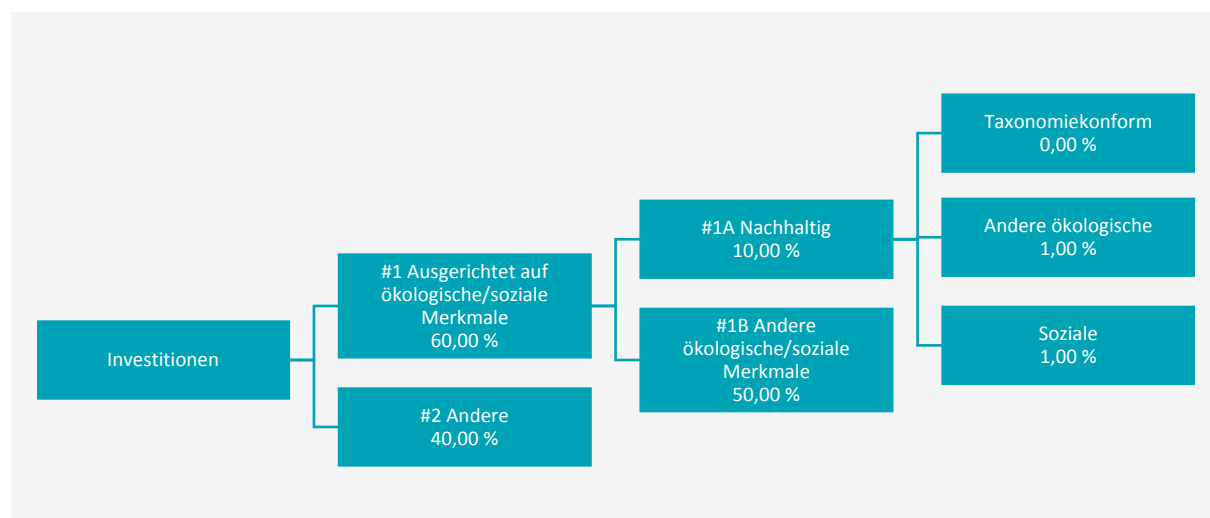 Investitionen
#1 Ausgerichtet auf
ökologische/soziale
Merkmale
60,00 %
#2 Andere
40,00 %
#1A Nachhaltig
10,00 %
#1B Andere
ökologische/soziale
Merkmale
50,00 %
Taxonomiekonform
0,00 %
Andere ökologische
1,00 %
Soziale
1,00 %